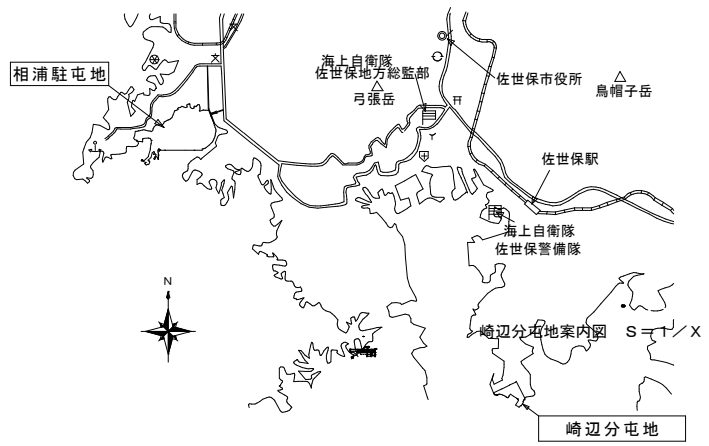 海上自衛隊
佐世保地方総監部
相浦駐屯地
佐世保市役所
弓張岳
烏帽子岳
佐世保駅
海上自衛隊
佐世保警備隊
N
崎辺分屯地案内図 S=1/X
崎辺分屯地